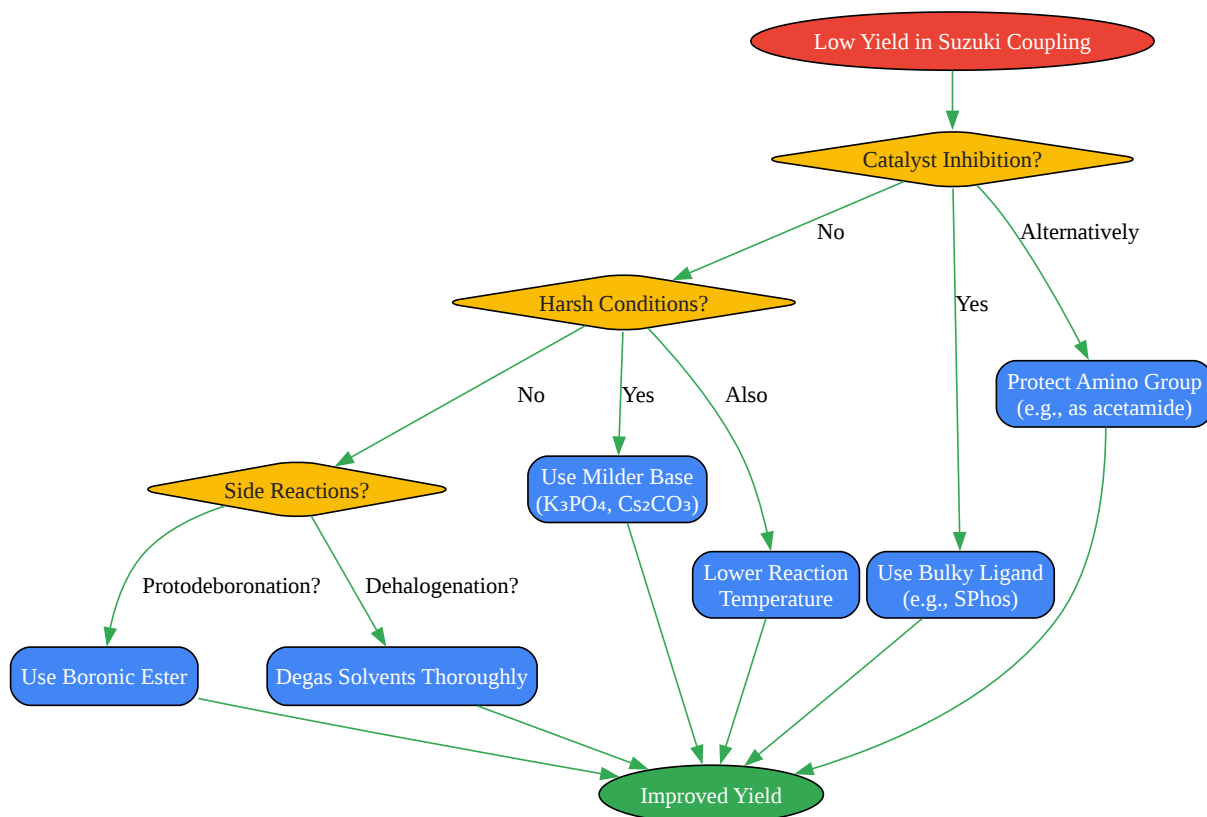 Low Yield in Suzuki Coupling
Catalyst Inhibition?
No
Yes
Alternatively
Harsh Conditions?
Protect Amino Group
(e.g., as acetamide)
No
Yes
Also
Side Reactions?
Use Milder Base
(K₃PO₄, Cs₂CO₃)
Protodeboronation?
Dehalogenation?
Lower Reaction
Temperature
Use Bulky Ligand
(e.g., SPhos)
Use Boronic Ester
Degas Solvents Thoroughly
Improved Yield